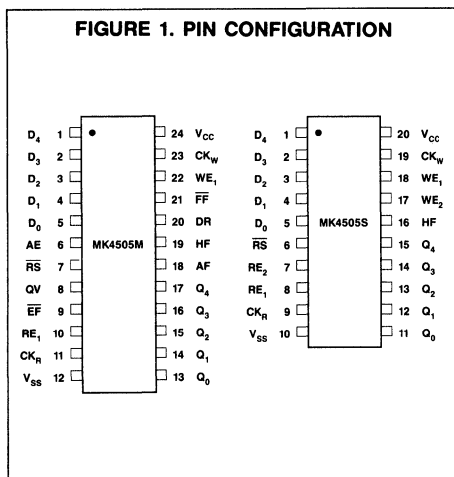 FIGURE 1. PIN CONFIGURATION
D4 1 24 VCC
D3 2 23 CKW
D2 3 22 WE1
D1 4 21 F̅F̅
D0 5 20 DR
AE 6 MK4505M 19 HF
R̅S̅ 7 18 AF
QV 8 17 Q4
E̅F̅ 9 16 Q3
RE1 10 15 Q2
CKR 11 14 Q1
VSS 12 13 Q0
D4 1 20 VCC
D3 2 19 CKW
D2 3 18 WE1
D1 4 17 WE2
D0 5 MK4505S 16 HF
R̅S̅ 6 15 Q4
RE2 7 14 Q3
RE1 8 13 Q2
CKR 9 12 Q1
VSS 10 11 Q0